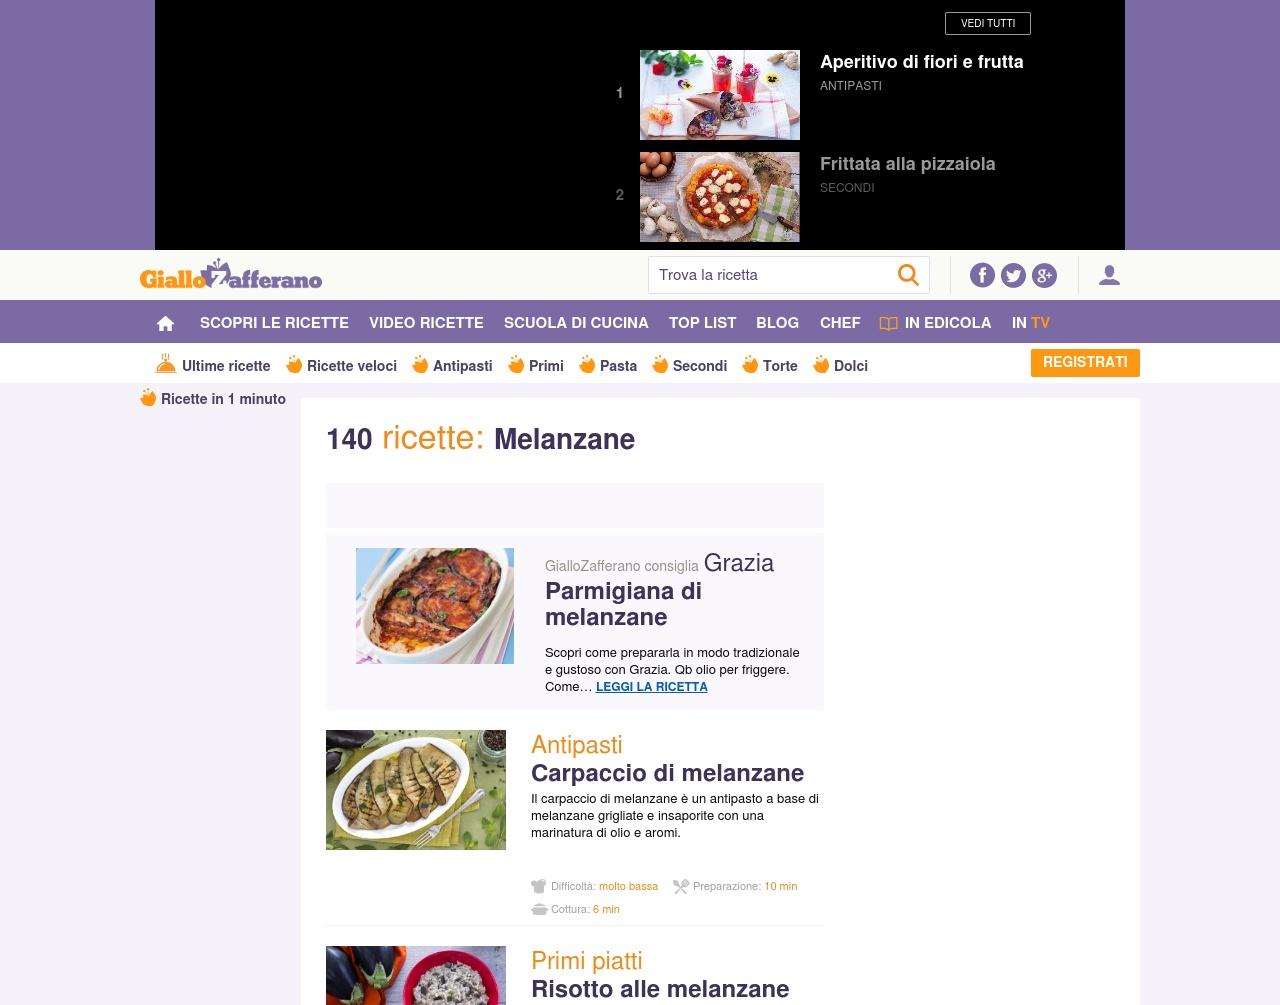 VEDI TUTTI
1
Aperitivo di fiori e frutta
ANTIPASTI
2
Frittata alla pizzaiola
SECONDI
GialloZafferano
Trova la ricetta
SCOPRI LE RICETTE VIDEO RICETTE SCUOLA DI CUCINA TOP LIST BLOG CHEF IN EDICOLA IN TV
Ultime ricette Ricette veloci Antipasti Primi Pasta Secondi Torte Dolci REGISTRATI
Ricette in 1 minuto
140 ricette: Melanzane
GialloZafferano consiglia Grazia
Parmigiana di
melanzane
Scopri come prepararla in modo tradizionale
e gustoso con Grazia. Qb olio per friggere.
Come… LEGGI LA RICETTA
Antipasti
Carpaccio di melanzane
Il carpaccio di melanzane è un antipasto a base di
melanzane grigliate e insaporite con una
marinatura di olio e aromi.
Difficoltà: molto bassa Preparazione: 10 min
Cottura: 6 min
Primi piatti
Risotto alle melanzane